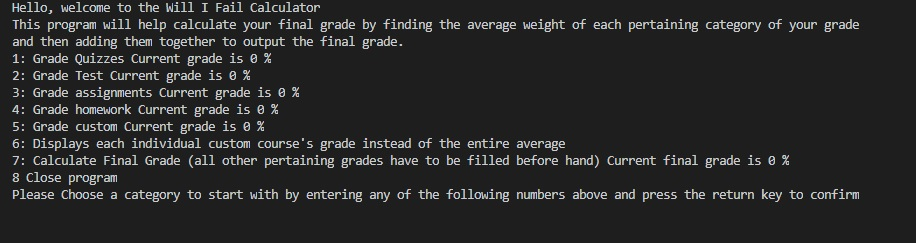 Hello, welcome to the Will I Fail Calculator
This program will help calculate your final grade by finding the average weight of each pertaining category of your grade
and then adding them together to output the final grade.
1: Grade Quizzes Current grade is 0 %
2: Grade Test Current grade is 0 %
3: Grade assignments Current grade is 0 %
4: Grade homework Current grade is 0 %
5: Grade custom Current grade is 0 %
6: Displays each individual custom course's grade instead of the entire average
7: Calculate Final Grade (all other pertaining grades have to be filled before hand) Current final grade is 0 %
8 Close program
Please Choose a category to start with by entering any of the following numbers above and press the return key to confirm